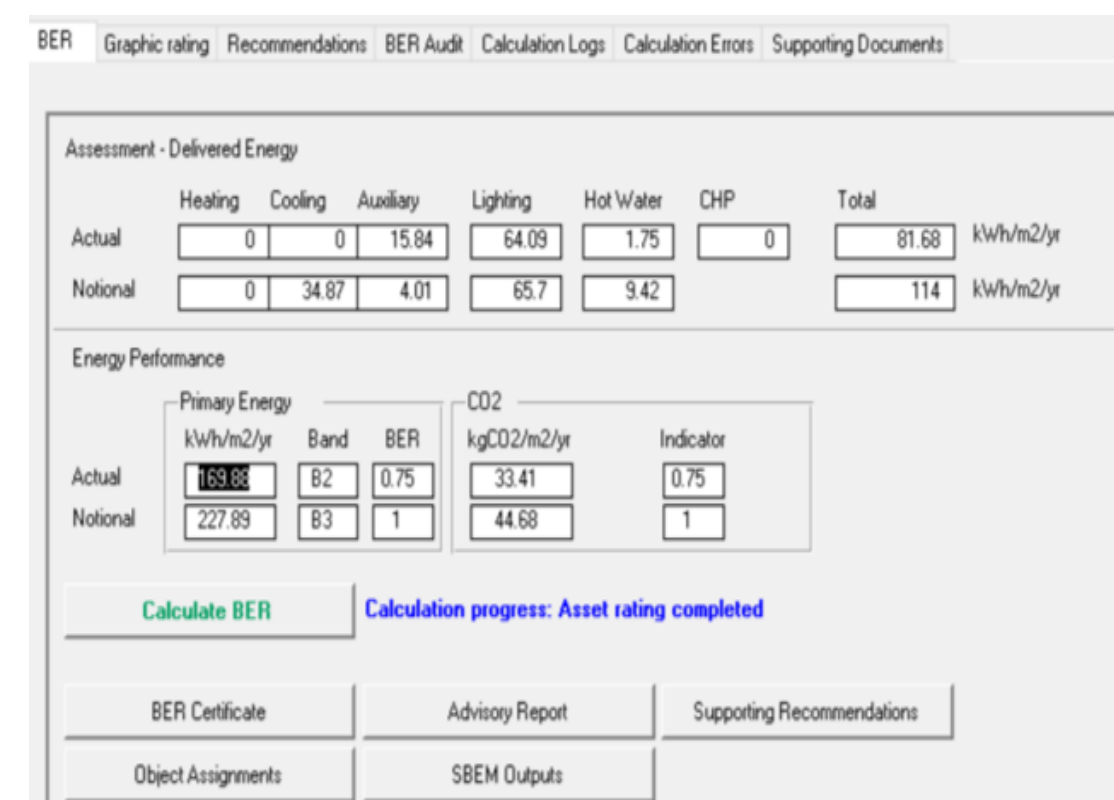 BER Graphic rating Recommendations BER Audit Calculation Logs Calculation Errors Supporting Documents
Assessment - Delivered Energy
Heating Cooling Auxiliary Lighting Hot Water CHP Total
Actual 0 0 15.84 64.09 1.75 0 81.68 kWh/m2/yr
Notional 0 34.87 4.01 65.7 9.42 114 kWh/m2/yr
Energy Performance
Primary Energy CO2
kWh/m2/yr Band BER kgCO2/m2/yr Indicator
Actual 169.88 B2 0.75 33.41 0.75
Notional 227.89 B3 1 44.68 1
Calculate BER Calculation progress: Asset rating completed
BER Certificate Advisory Report Supporting Recommendations
Object Assignments SBEM Outputs